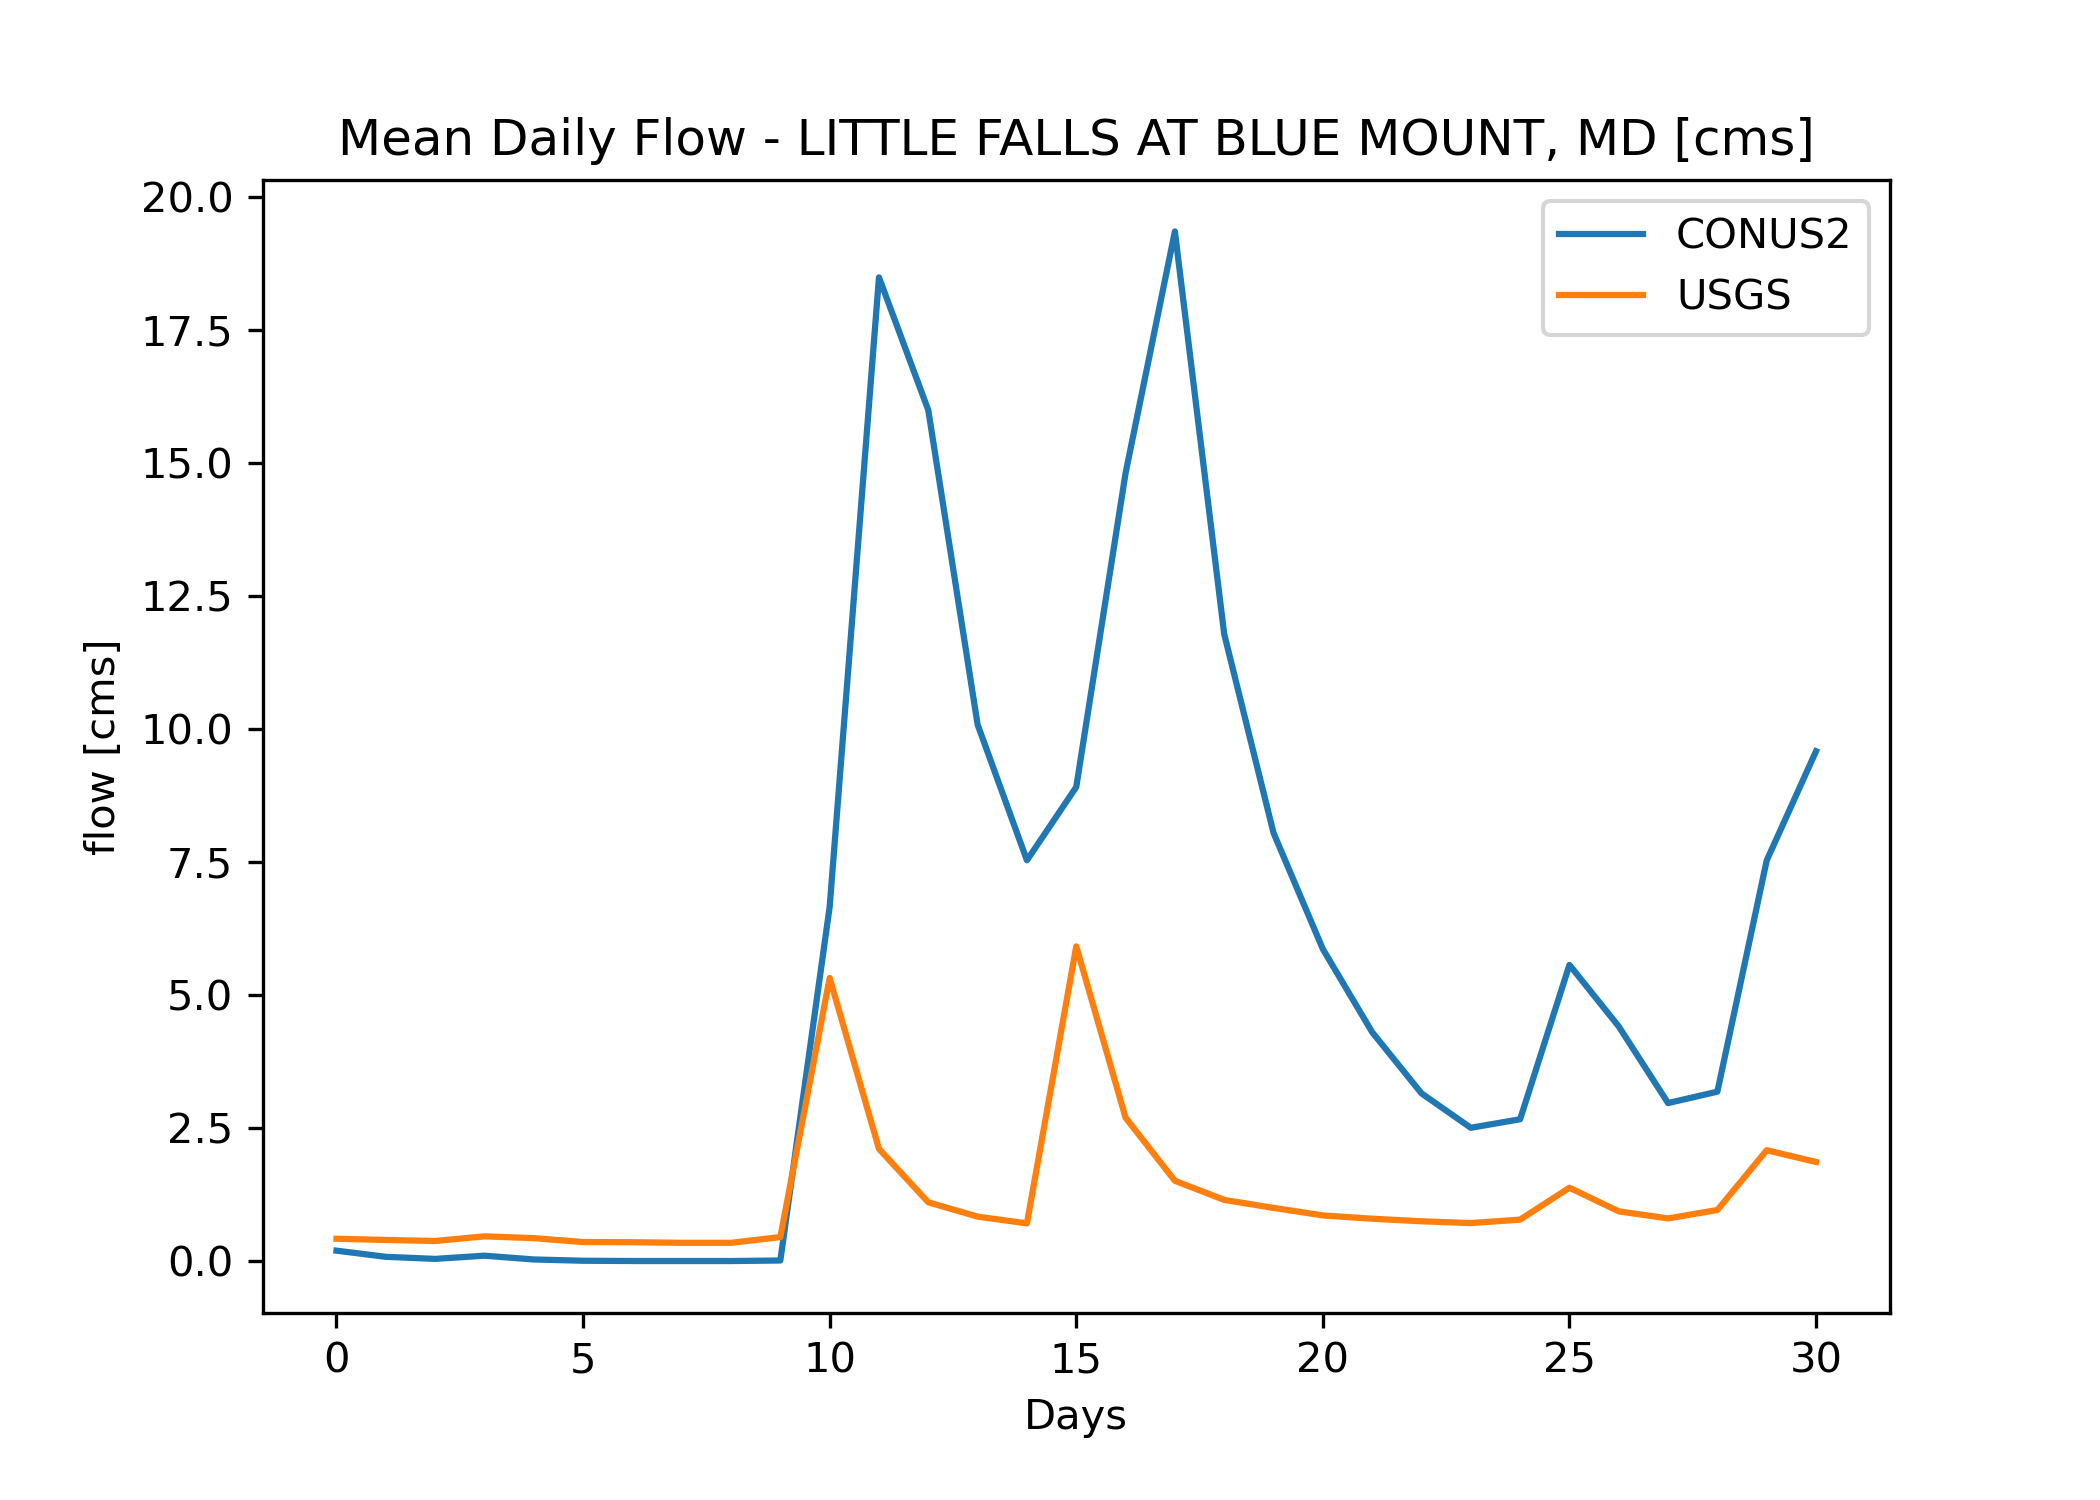 Mean Daily Flow - LITTLE FALLS AT BLUE MOUNT, MD [cms]
CONUS2
USGS
20.0
17.5
15.0
12.5
10.0
7.5
5.0
2.5
0.0
flow [cms]
0 5 10 15 20 25 30
Days